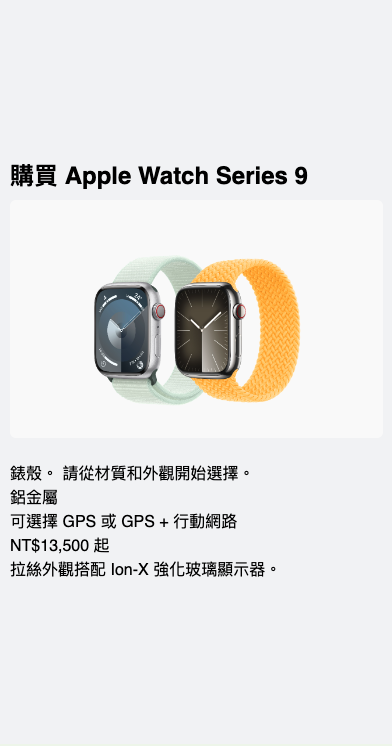 購買 Apple Watch Series 9
錶殼。 請從材質和外觀開始選擇。
鋁金屬
可選擇 GPS 或 GPS + 行動網路
NT$13,500 起
拉絲外觀搭配 Ion-X 強化玻璃顯示器。